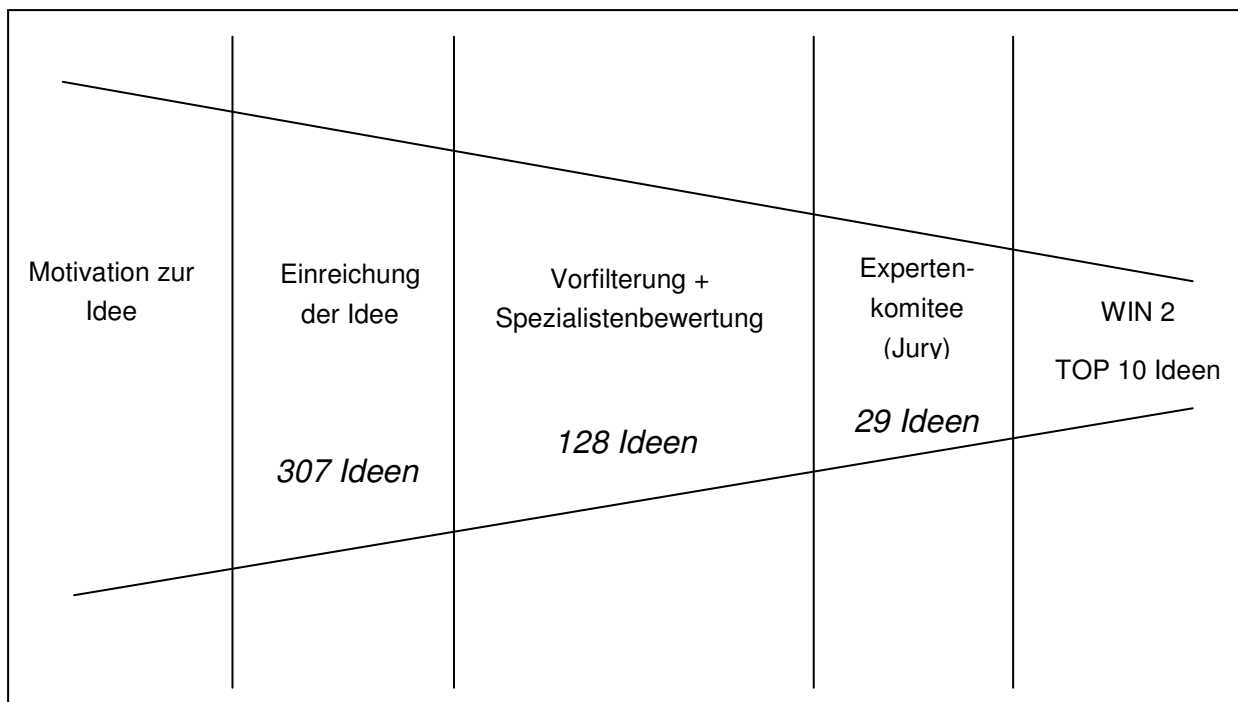 Motivation zur
Idee
Einreichung
der Idee
307 Ideen
Vorfilterung +
Spezialistenbewertung
128 Ideen
Experten-
komitee
(Jury)
29 Ideen
WIN 2
TOP 10 Ideen